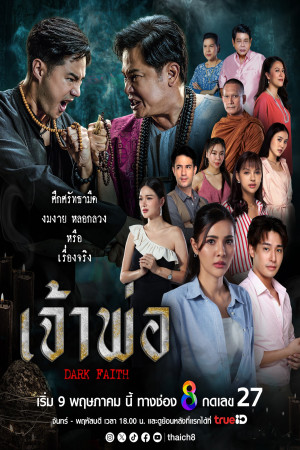 ศึกศรัทธามืด
งมงาย หลอกลวง
หรือ
เรื่องจริง
เจ้าพ่อ
DARK FAITH
เริ่ม 9 พฤษภาคม นี้ ทางช่อง 8 กดเลข 27
จันทร์ - พฤหัสบดี เวลา 18.00 น. และดูย้อนหลังที่แรกได้ที่ trueID
thaich8